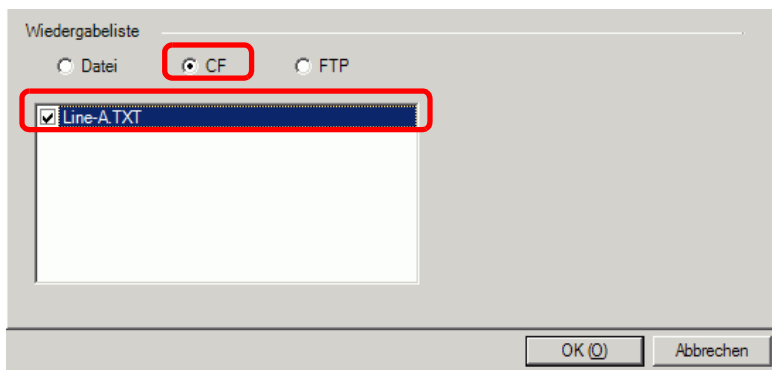 Wiedergabeliste
Datei CF FTP
Line-A.TXT
OK (O) Abbrechen